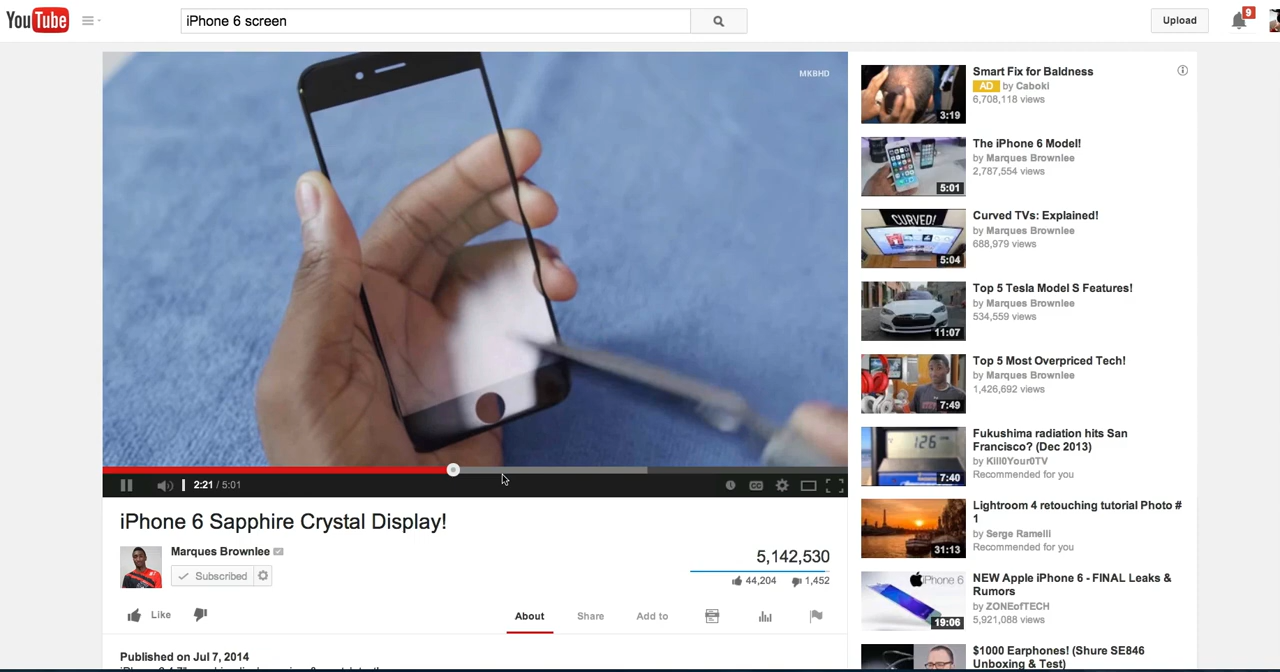 YouTube
iPhone 6 screen
Upload
9
MKBHD
2:21 / 5:01
CC
iPhone 6 Sapphire Crystal Display!
Marques Brownlee
Subscribed
5,142,530
44,204 1,452
Like
About Share Add to
Published on Jul 7, 2014
3:19
Smart Fix for Baldness
AD by Caboki
6,708,118 views
5:01
The iPhone 6 Model!
by Marques Brownlee
2,787,554 views
CURVED!
5:04
Curved TVs: Explained!
by Marques Brownlee
688,979 views
11:07
Top 5 Tesla Model S Features!
by Marques Brownlee
534,559 views
7:49
Top 5 Most Overpriced Tech!
by Marques Brownlee
1,426,692 views
126
7:40
Fukushima radiation hits San
Francisco? (Dec 2013)
by Kill0Your0TV
Recommended for you
31:13
Lightroom 4 retouching tutorial Photo #
1
by Serge Ramelli
Recommended for you
iPhone 6
19:06
NEW Apple iPhone 6 - FINAL Leaks &
Rumors
by ZONEofTECH
5,921,088 views
$1000 Earphones! (Shure SE846
Unboxing & Test)